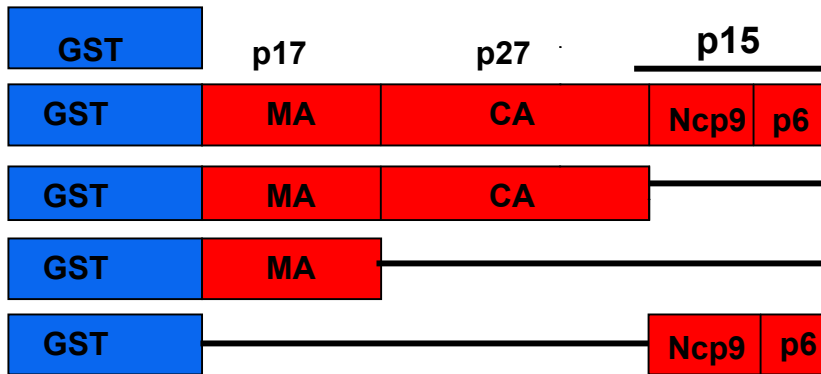 GST p17 p27 p15
GST MA CA Ncp9 p6
GST MA CA
GST MA
GST Ncp9 p6